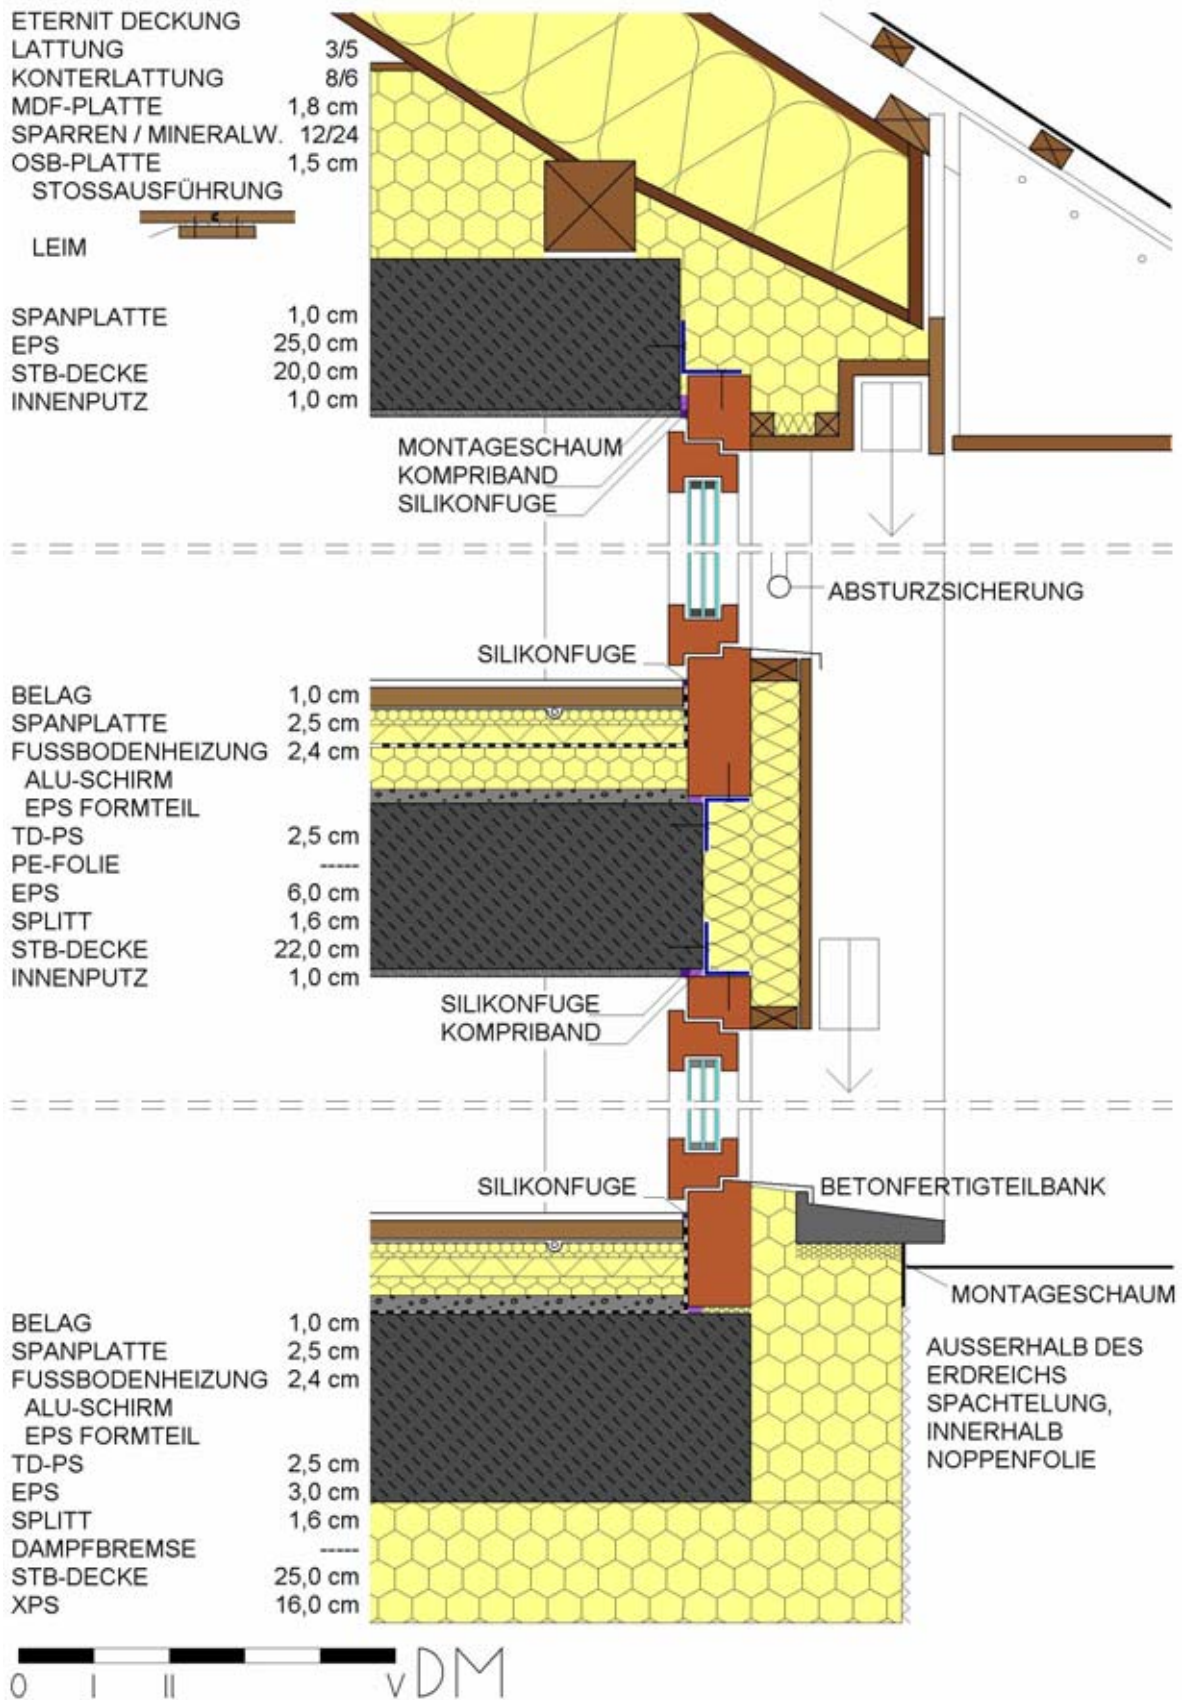 ETERNIT DECKUNG
LATTUNG 3/5
KONTERLATTUNG 8/6
MDF-PLATTE 1,8 cm
SPARREN / MINERALW. 12/24
OSB-PLATTE 1,5 cm
STOSSAUSFÜHRUNG
LEIM
SPANPLATTE 1,0 cm
EPS 25,0 cm
STB-DECKE 20,0 cm
INNENPUTZ 1,0 cm
MONTAGESCHAUM
KOMPRIBAND
SILIKONFUGE
ABSTURZSICHERUNG
SILIKONFUGE
BELAG 1,0 cm
SPANPLATTE 2,5 cm
FUSSBODENHEIZUNG 2,4 cm
ALU-SCHIRM
EPS FORMTEIL
TD-PS 2,5 cm
PE-FOLIE -----
EPS 6,0 cm
SPLITT 1,6 cm
STB-DECKE 22,0 cm
INNENPUTZ 1,0 cm
SILIKONFUGE
KOMPRIBAND
SILIKONFUGE
BETONFERTIGTEILBANK
MONTAGESCHAUM
AUSSERHALB DES
ERDREICHS
SPACHTELUNG,
INNERHALB
NOPPENFOLIE
BELAG 1,0 cm
SPANPLATTE 2,5 cm
FUSSBODENHEIZUNG 2,4 cm
ALU-SCHIRM
EPS FORMTEIL
TD-PS 2,5 cm
EPS 3,0 cm
SPLITT 1,6 cm
DAMPFBREMSE -----
STB-DECKE 25,0 cm
XPS 16,0 cm
0 I II V DM